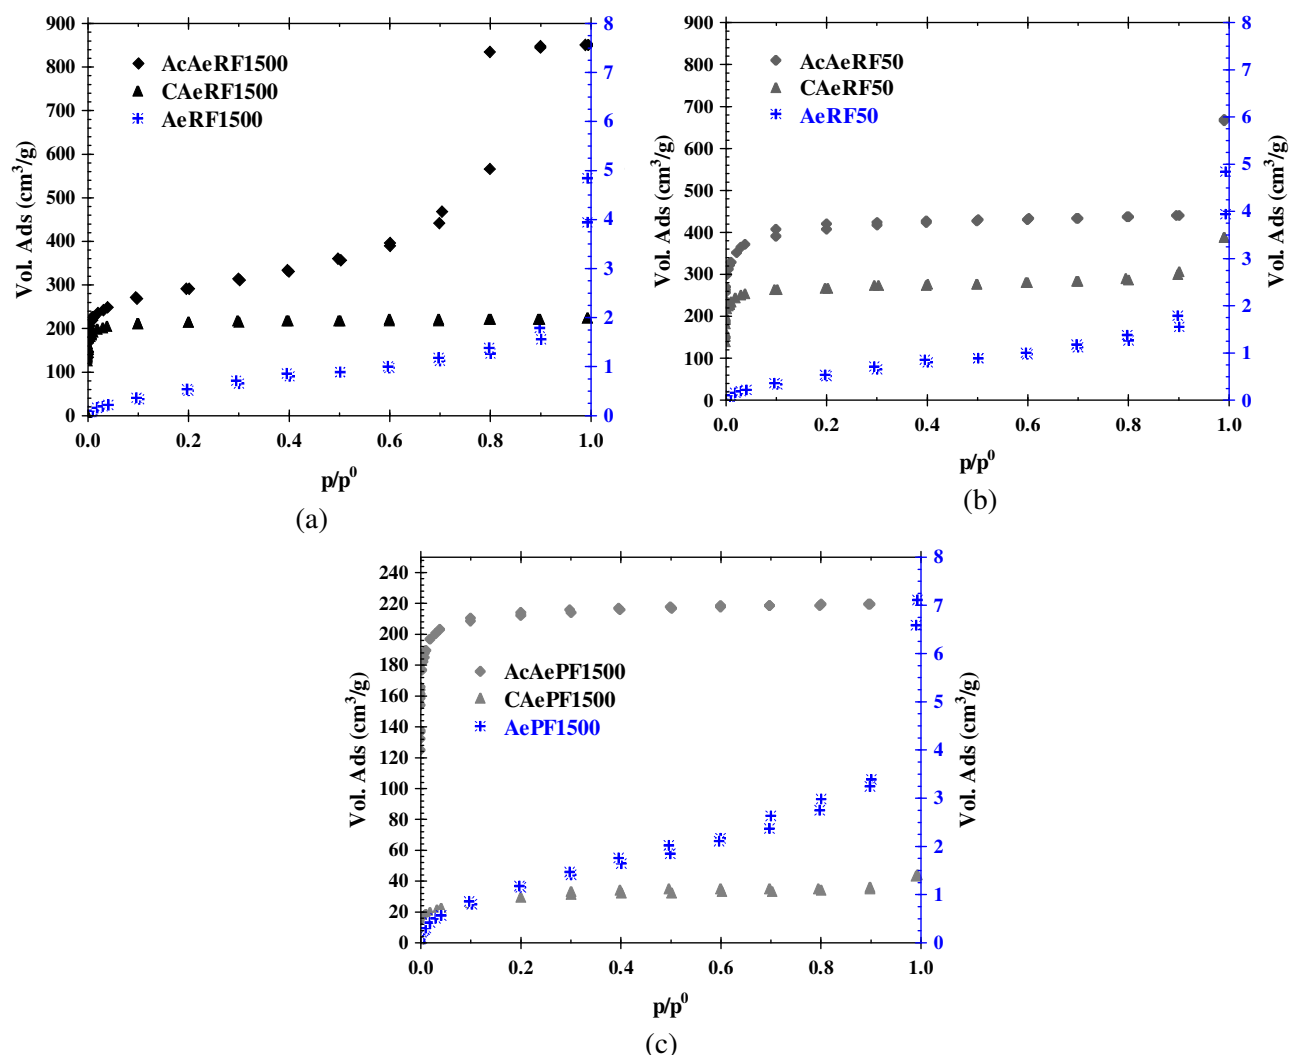 900
800
700
600
500
400
300
200
100
0
Vol. Ads (cm³/g)
AcAeRF1500
CAeRF1500
AeRF1500
8
7
6
5
4
3
2
1
0
0.0 0.2 0.4 0.6 0.8 1.0
p/p⁰
(a)
900
800
700
600
500
400
300
200
100
0
Vol. Ads (cm³/g)
AcAeRF50
CAeRF50
AeRF50
8
7
6
5
4
3
2
1
0
Vol. Ads (cm³/g)
0.0 0.2 0.4 0.6 0.8 1.0
p/p⁰
(b)
240
220
200
180
160
140
120
100
80
60
40
20
0
Vol. Ads (cm³/g)
AcAePF1500
CAePF1500
AePF1500
8
7
6
5
4
3
2
1
0
Vol. Ads (cm³/g)
0.0 0.2 0.4 0.6 0.8 1.0
p/p⁰
(c)